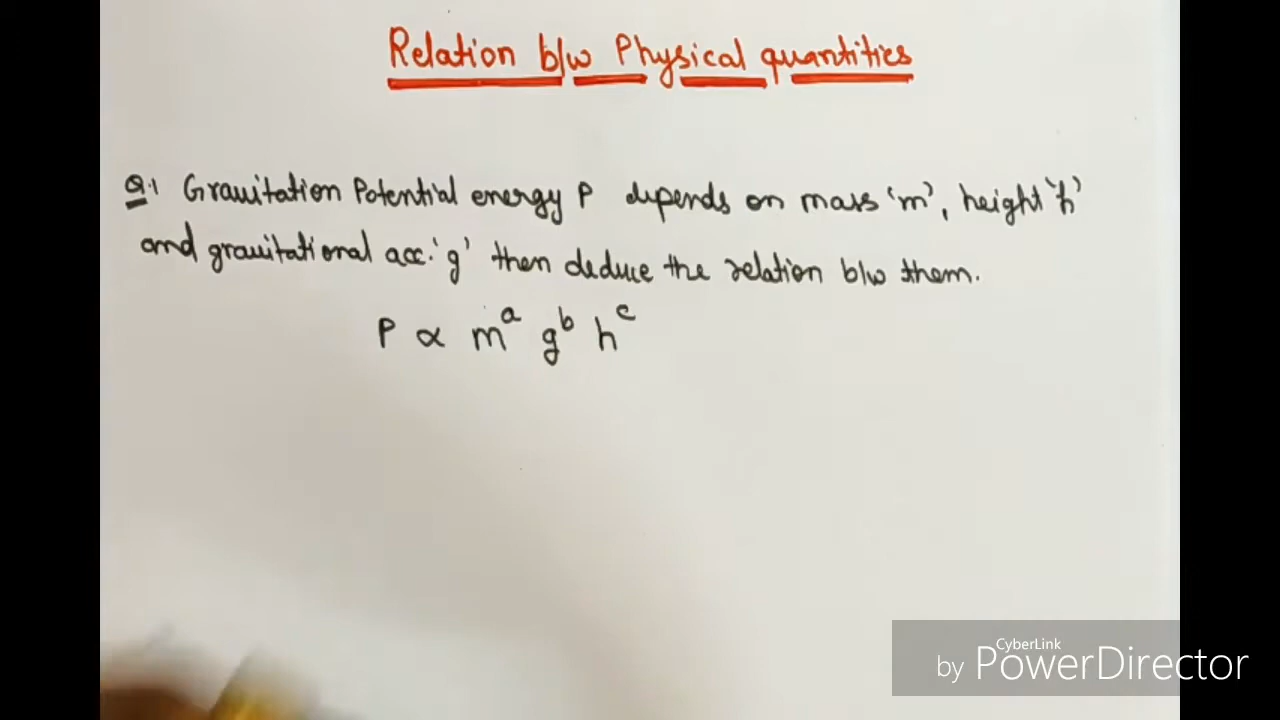 Relation b/w Physical quantities
Q.1 Gravitation Potential energy P depends on mass 'm', height 'h'
and gravitational acc. 'g' then deduce the relation b/w them.
P ∝ m^a g^b h^c
CyberLink
by PowerDirector